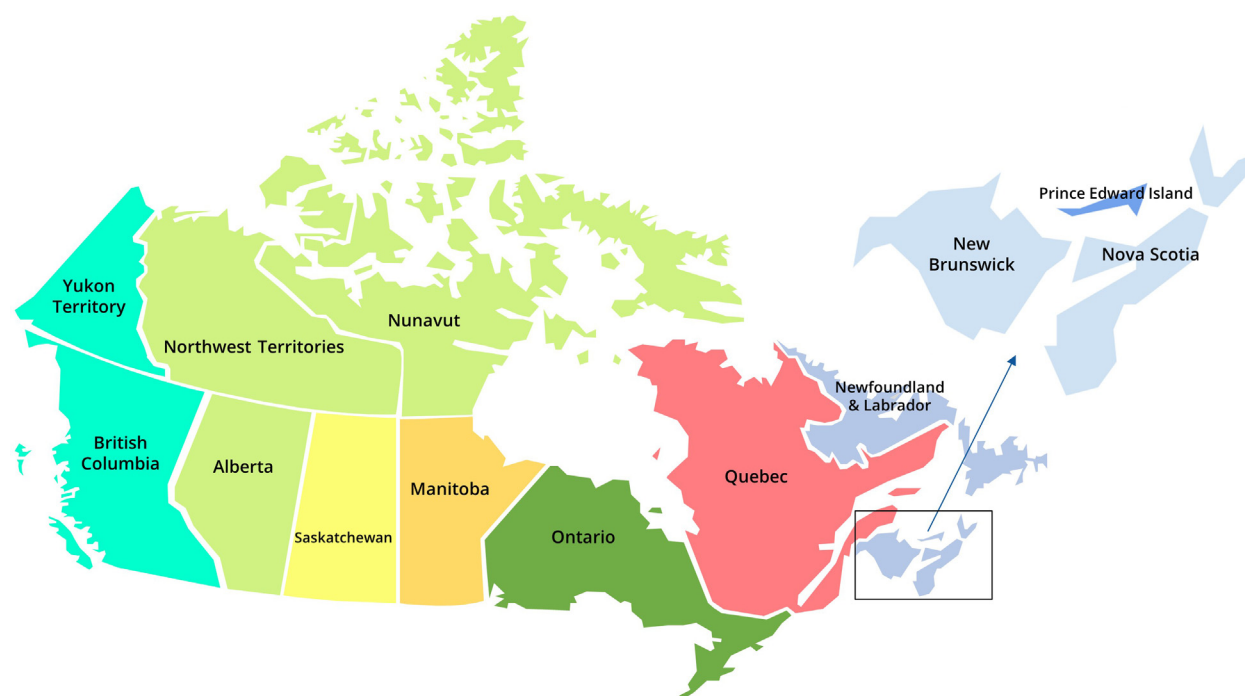 Prince Edward Island
New
Brunswick
Nova Scotia
Yukon
Territory
Nunavut
Northwest Territories
Newfoundland
& Labrador
British
Columbia
Alberta
Quebec
Manitoba
Saskatchewan
Ontario